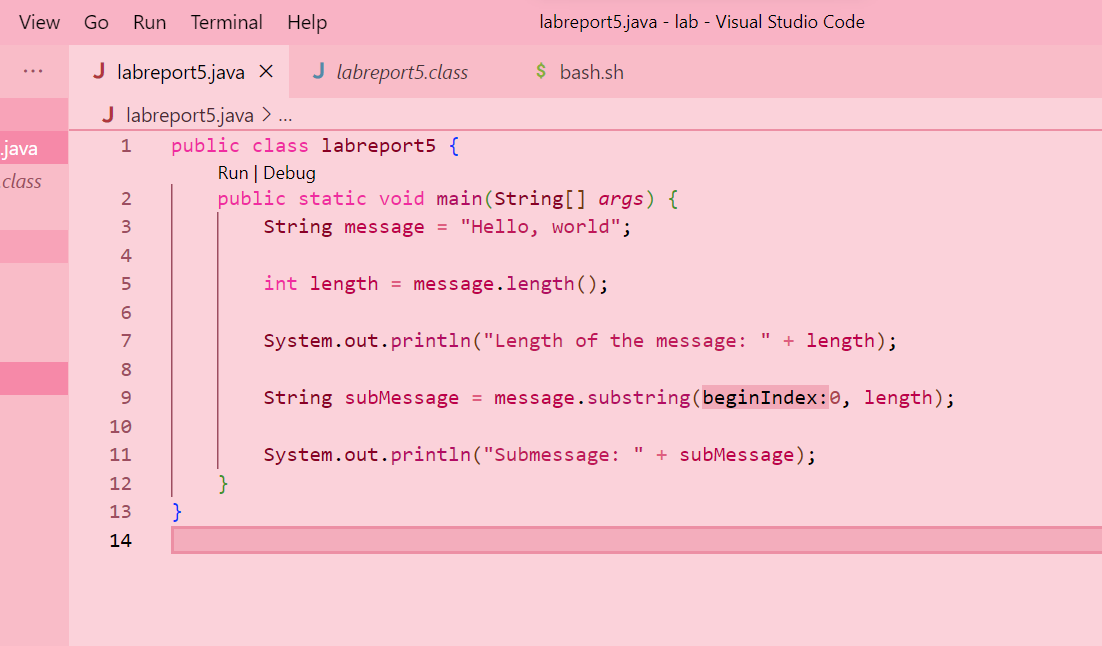 View Go Run Terminal Help labreport5.java - lab - Visual Studio Code
... J labreport5.java × J labreport5.class $ bash.sh
J labreport5.java > ...
.java
class
1 public class labreport5 {
Run | Debug
2 public static void main(String[] args) {
3 String message = "Hello, world";
4
5 int length = message.length();
6
7 System.out.println("Length of the message: " + length);
8
9 String subMessage = message.substring(beginIndex:0, length);
10
11 System.out.println("Submessage: " + subMessage);
12 }
13 }
14